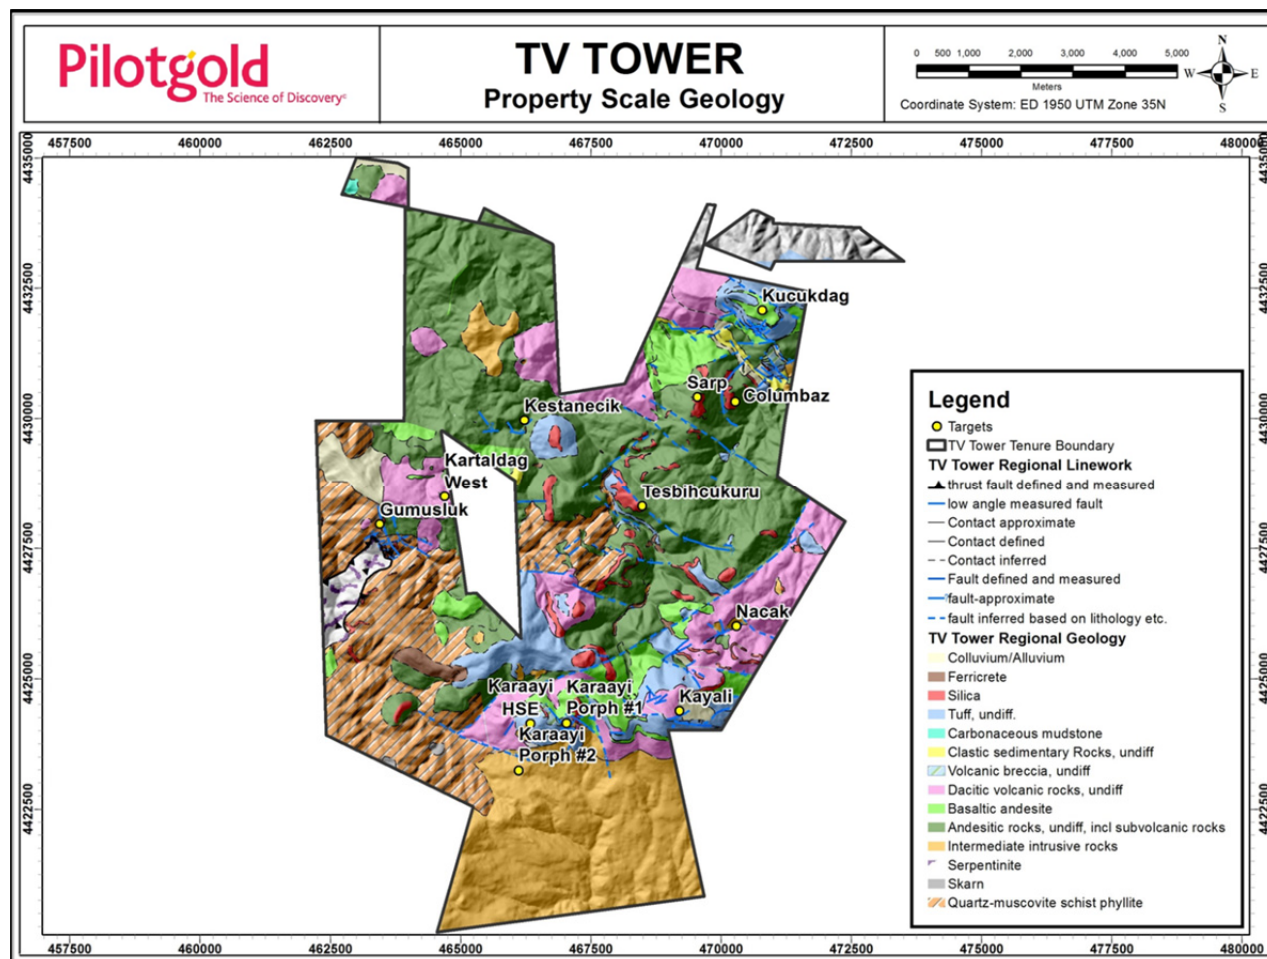 Pilotgold
The Science of Discovery©
TV TOWER
Property Scale Geology
0 500 1,000 2,000 3,000 4,000 5,000
Meters
Coordinate System: ED 1950 UTM Zone 35N
N
W E
S
457500 460000 462500 465000 467500 470000 472500 475000 477500 480000
4435000 4435000
4432500 4432500
Kucukdag
Sarp
Columbaz
4430000 4430000
Kestanecik
Kartaldag
West
Tesbihcukuru
Gumusluk
4427500 4427500
Nacak
4425000 4425000
Karaayi
HSE
Karaayi
Porph #1
Kayali
Karaayi
Porph #2
4422500 4422500
Legend
Targets
TV Tower Tenure Boundary
TV Tower Regional Linework
thrust fault defined and measured
low angle measured fault
Contact approximate
Contact defined
Contact inferred
Fault defined and measured
fault-approximate
fault inferred based on lithology etc.
TV Tower Regional Geology
Colluvium/Alluvium
Ferricrete
Silica
Tuff, undiff.
Carbonaceous mudstone
Clastic sedimentary Rocks, undiff
Volcanic breccia, undiff
Dacitic volcanic rocks, undiff
Basaltic andesite
Andesitic rocks, undiff, incl subvolcanic rocks
Intermediate intrusive rocks
Serpentinite
Skarn
Quartz-muscovite schist phyllite
457500 460000 462500 465000 467500 470000 472500 475000 477500 480000